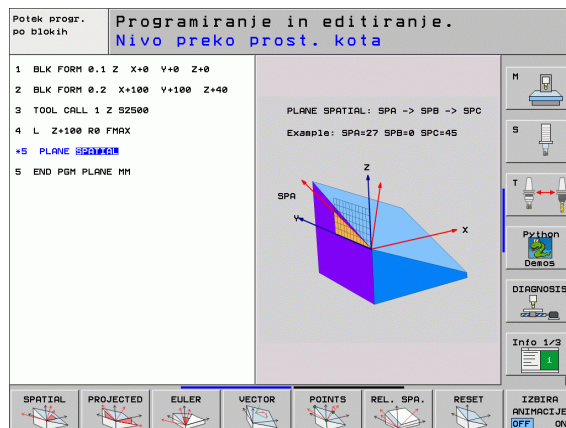 Potek progr.
po blokih
Programiranje in editiranje.
Nivo preko prost. kota
1 BLK FORM 0.1 Z X+0 Y+0 Z+0
2 BLK FORM 0.2 X+100 Y+100 Z+40
3 TOOL CALL 1 Z S2500
4 L Z+100 R0 FMAX
*5 PLANE SPATIAL
5 END PGM PLANE MM
PLANE SPATIAL: SPA -> SPB -> SPC
Example: SPA=27 SPB=0 SPC=45
Z
SPA
Y
X
M
S
T
Python
Demos
DIAGNOSIS
Info 1/3
i
SPATIAL
PROJECTED
EULER
VECTOR
POINTS
REL. SPA.
RESET
IZBIRA
ANIMACIJE
OFF ON